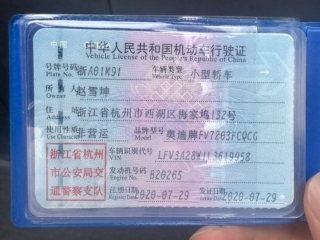 中华人民共和国机动车行驶证
Vehicle License of the People's Republic of China
号牌号码 浙A01M91 车辆类型 小型轿车
Plate No. Vehicle Type
所有人 赵雪坤
Owner
住址 浙江省杭州市西湖区梅家坞132号
Address
使用性质 非营运 品牌型号 奥迪牌FV7203FCQCG
Use Character Model
浙江省杭州
市公安局交
通警察支队
车辆识别代号
VIN
发动机号码 B20265
Engine No.
注册日期 2020-07-29 发证日期 2020-07-29
Register Date Issue Date